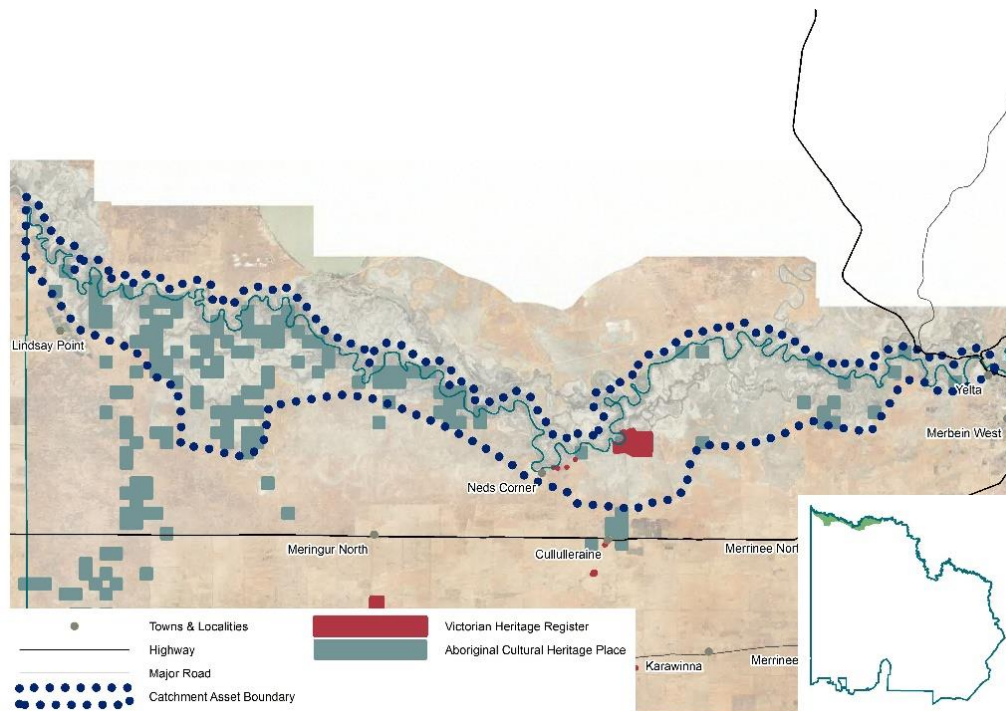 Lindsay Point
Yelta
Merbein West
Neds Corner
Meringur North
Cullulleraine
Merrinee Nort
Towns & Localities
Highway
Major Road
Catchment Asset Boundary
Victorian Heritage Register
Aboriginal Cultural Heritage Place
Karawinna
Merrinee